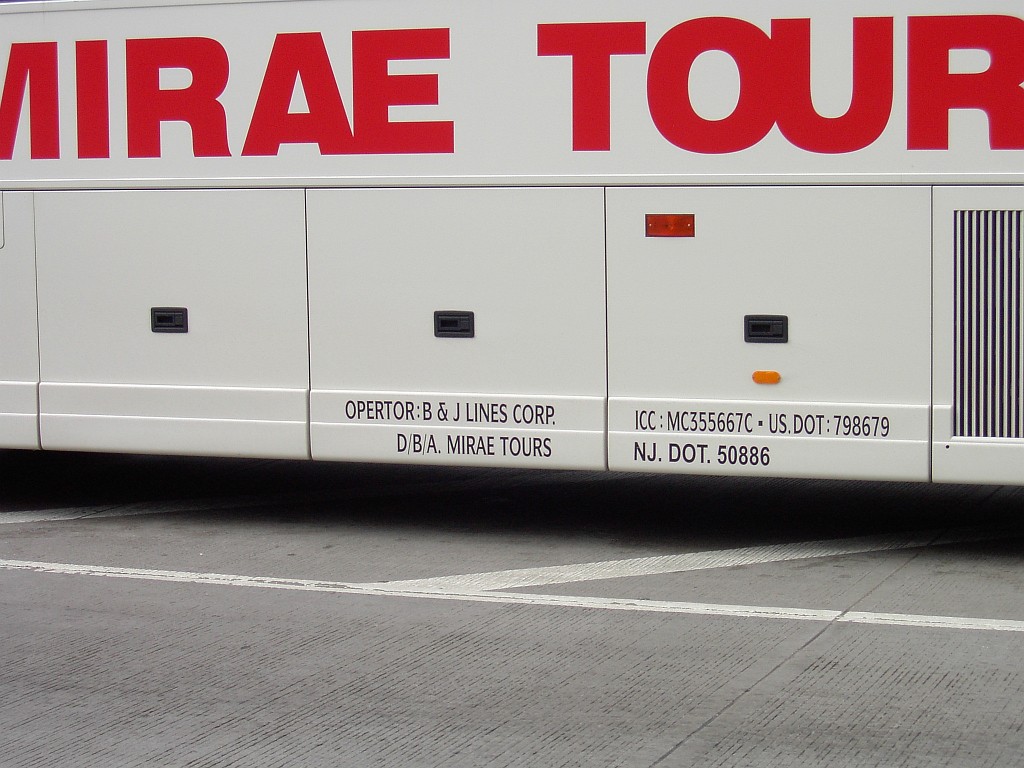 MIRAE TOUR
OPERTOR: B & J LINES CORP.
D/B/A. MIRAE TOURS
ICC : MC355667C ▪ US.DOT : 798679
NJ. DOT. 50886